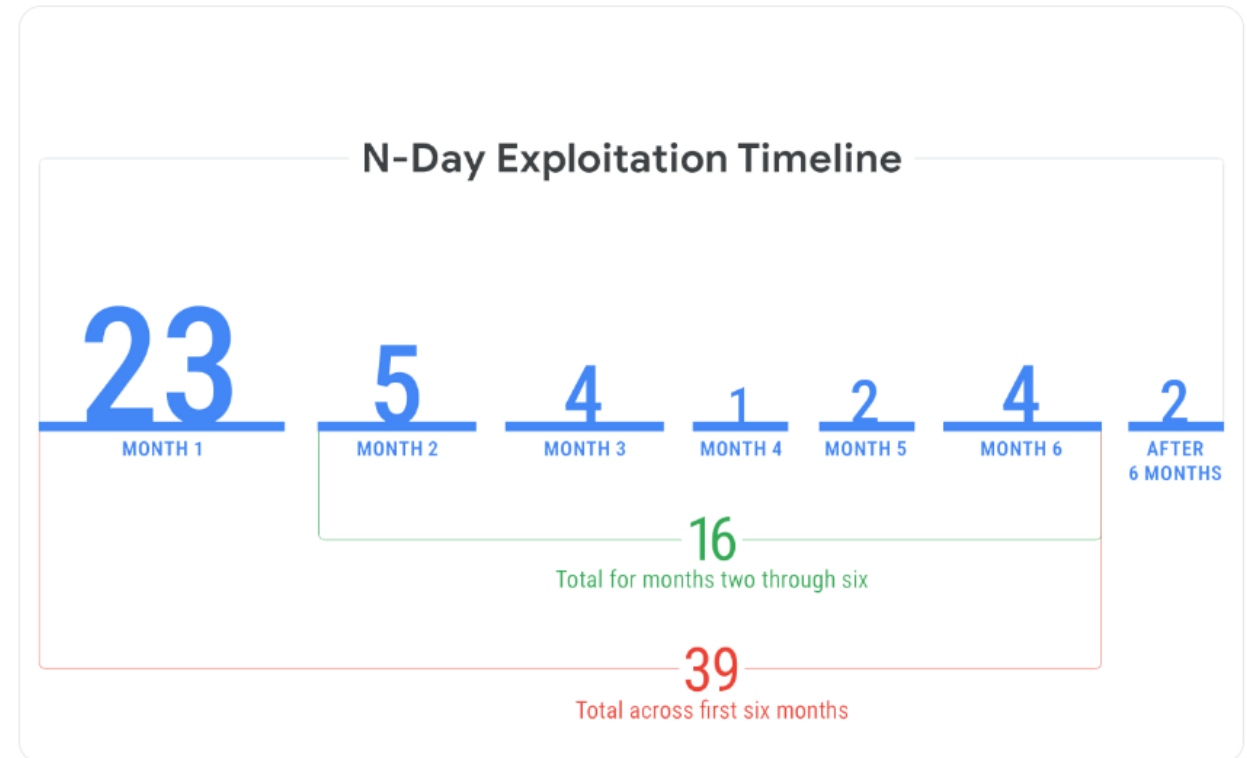 N-Day Exploitation Timeline
23
MONTH 1
5
MONTH 2
4
MONTH 3
1
MONTH 4
2
MONTH 5
4
MONTH 6
2
AFTER
6 MONTHS
16
Total for months two through six
39
Total across first six months